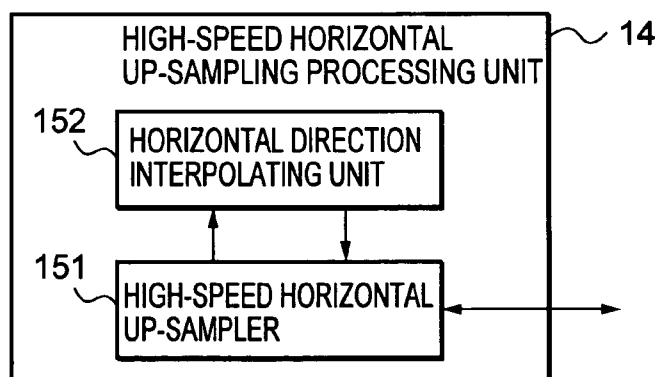 HIGH-SPEED HORIZONTAL
UP-SAMPLING PROCESSING UNIT
14
152
HORIZONTAL DIRECTION
INTERPOLATING UNIT
151
HIGH-SPEED HORIZONTAL
UP-SAMPLER